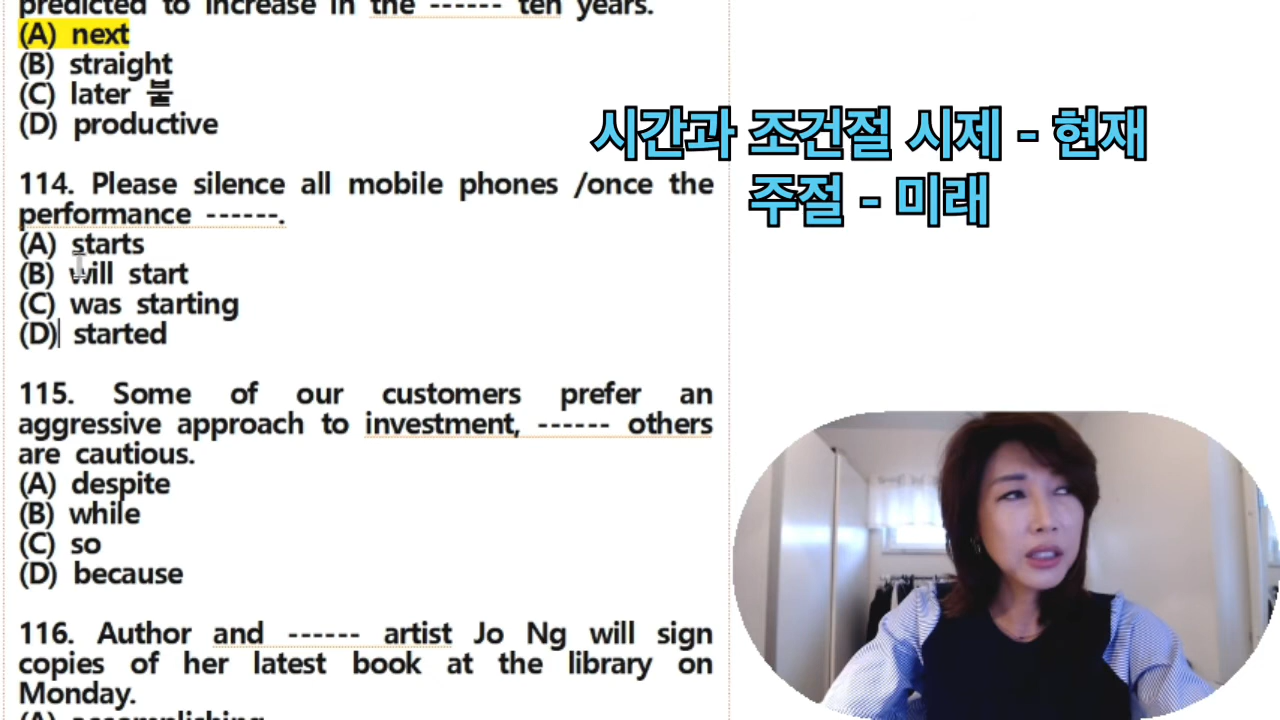 predicted to increase in the ------ ten years.
(A) next
(B) straight
(C) later 불
(D) productive
114. Please silence all mobile phones /once the
performance ------.
(A) starts
(B) will start
(C) was starting
(D) started
115. Some of our customers prefer an
aggressive approach to investment, ------ others
are cautious.
(A) despite
(B) while
(C) so
(D) because
116. Author and ------ artist Jo Ng will sign
copies of her latest book at the library on
Monday.
(A) accomplishing
시간과 조건절 시제 - 현재
주절 - 미래